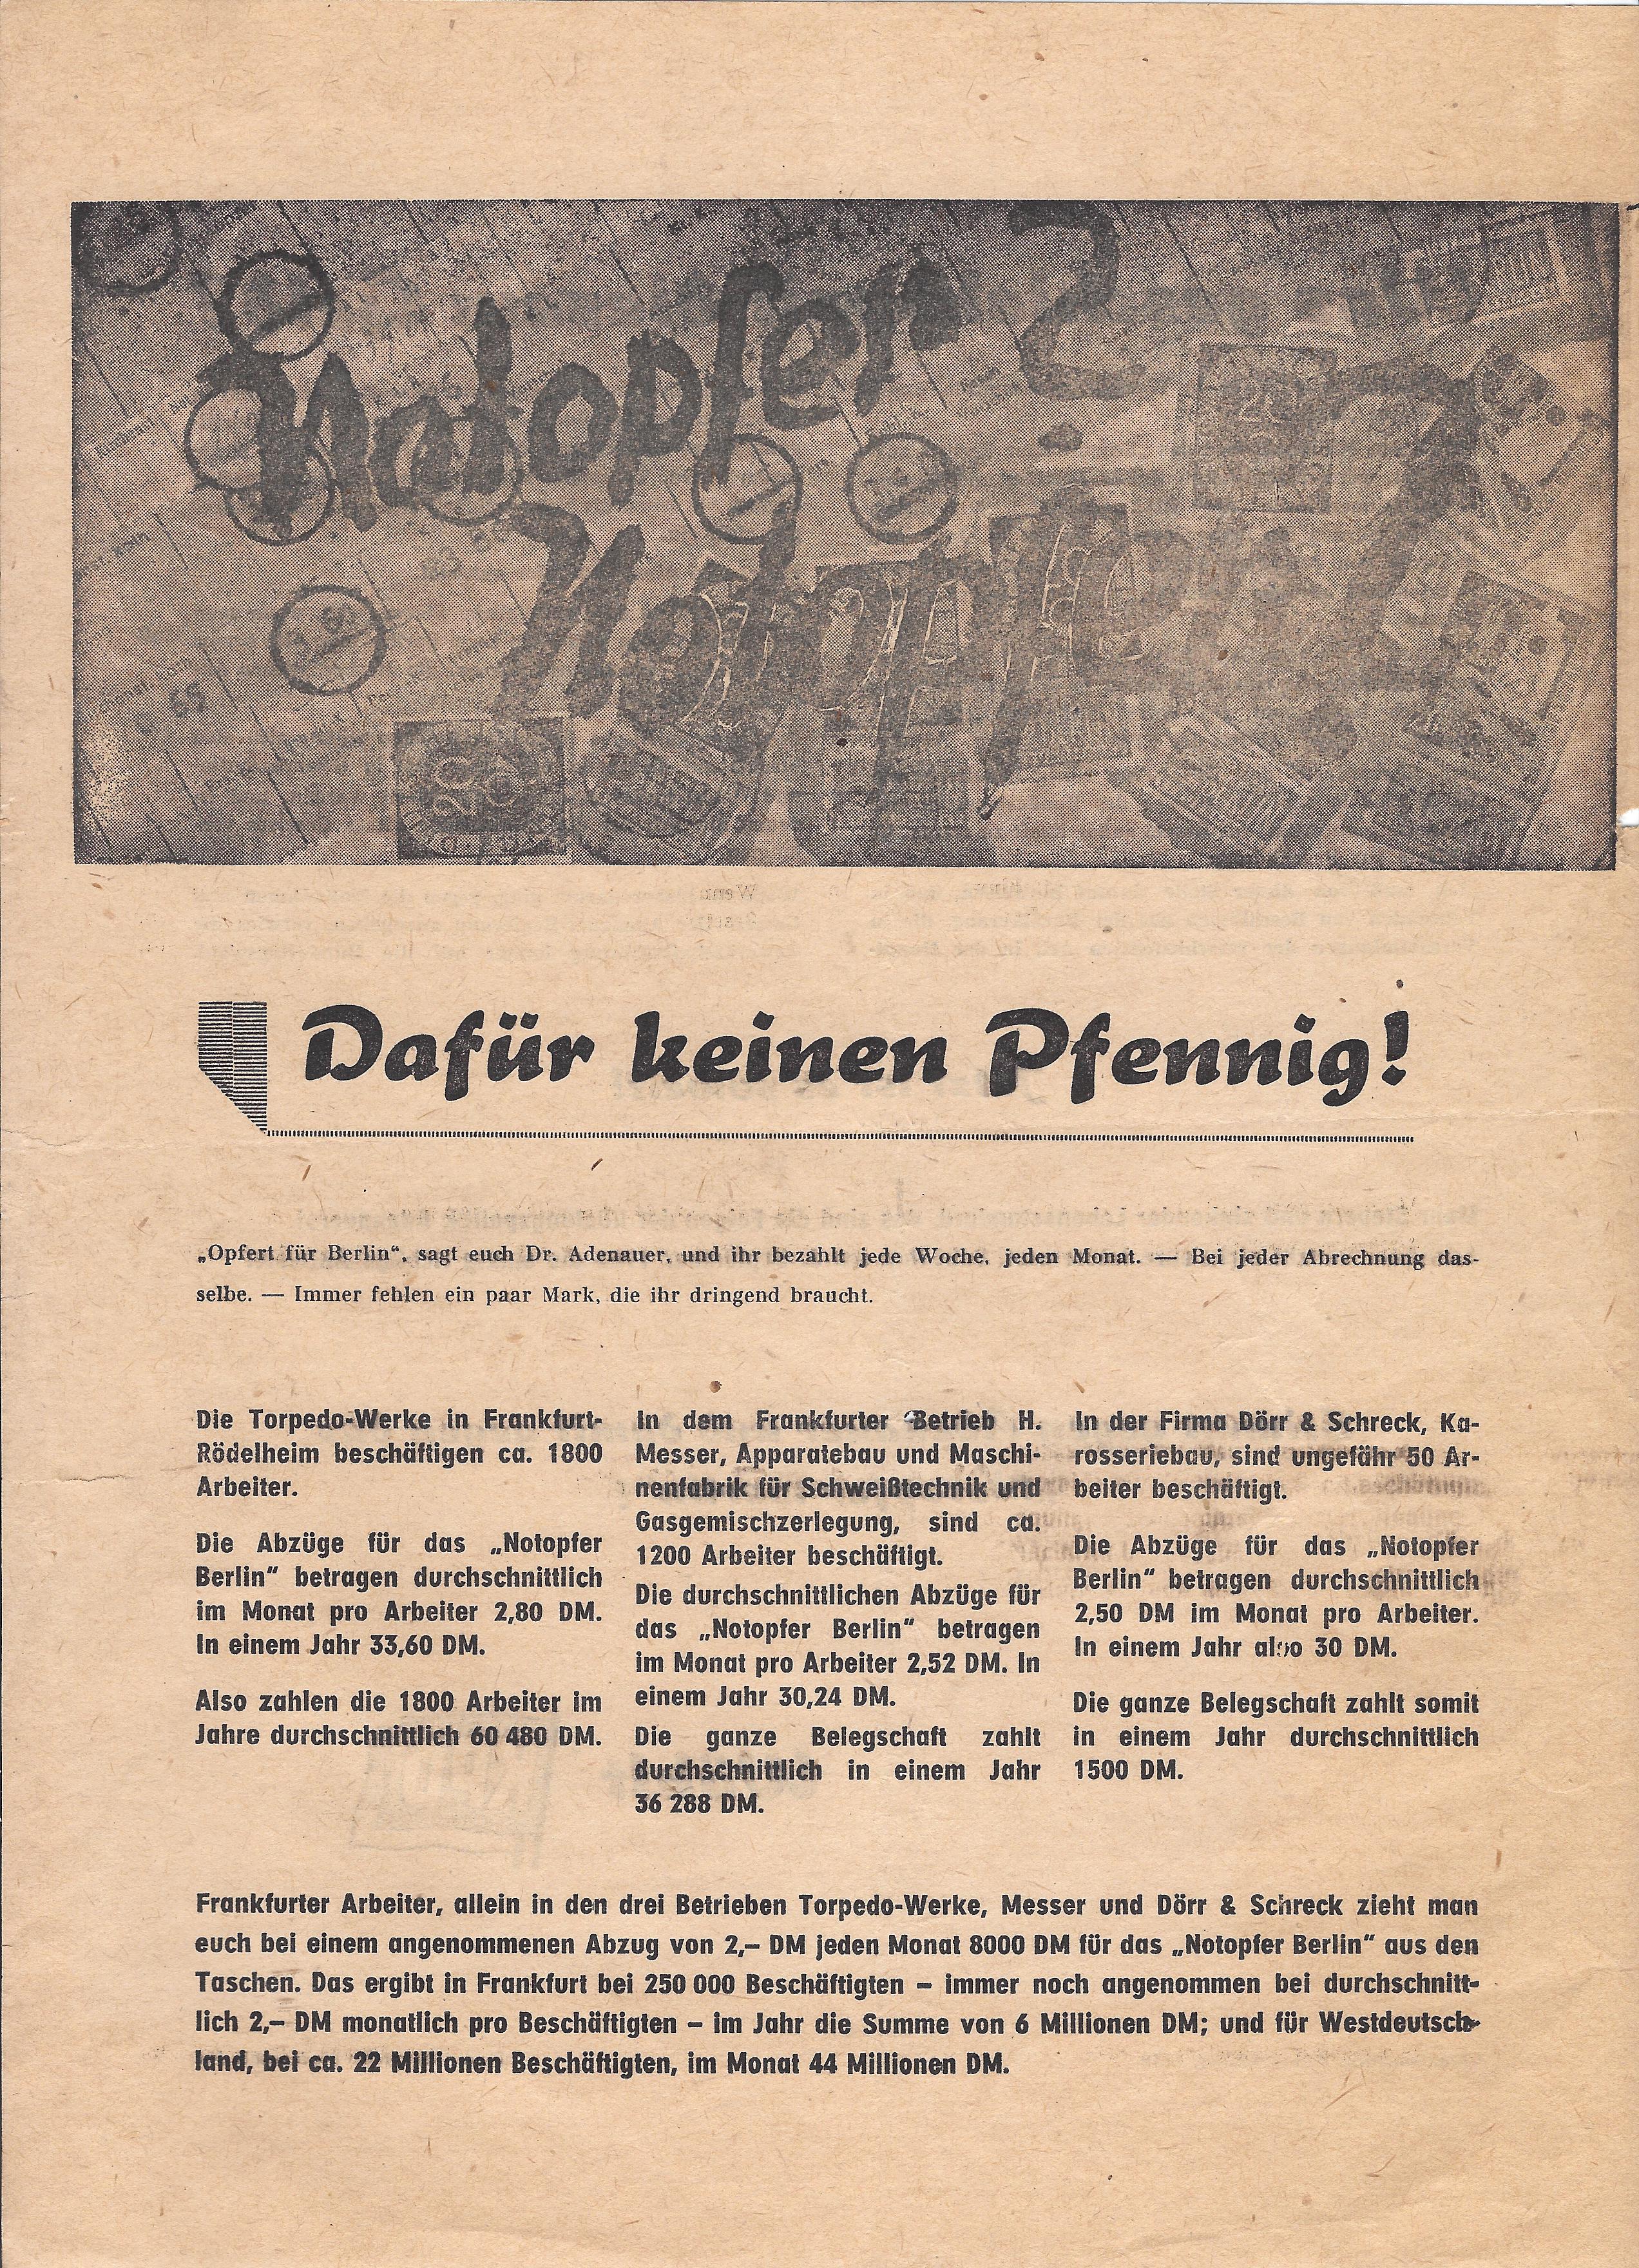 Natopfer ?
Notopfer ?
Dafür keinen Pfennig!
„Opfert für Berlin“, sagt euch Dr. Adenauer, und ihr bezahlt jede Woche, jeden Monat. — Bei jeder Abrechnung das-
selbe. — Immer fehlen ein paar Mark, die ihr dringend braucht.
Die Torpedo-Werke in Frankfurt-
Rödelheim beschäftigen ca. 1800
Arbeiter.
Die Abzüge für das „Notopfer
Berlin“ betragen durchschnittlich
im Monat pro Arbeiter 2,80 DM.
In einem Jahr 33,60 DM.
Also zahlen die 1800 Arbeiter im
Jahre durchschnittlich 60 480 DM.
In dem Frankfurter Betrieb H.
Messer, Apparatebau und Maschi-
nenfabrik für Schweißtechnik und
Gasgemischzerlegung, sind ca.
1200 Arbeiter beschäftigt.
Die durchschnittlichen Abzüge für
das „Notopfer Berlin“ betragen
im Monat pro Arbeiter 2,52 DM. In
einem Jahr 30,24 DM.
Die ganze Belegschaft zahlt
durchschnittlich in einem Jahr
36 288 DM.
In der Firma Dörr & Schreck, Ka-
rosseriebau, sind ungefähr 50 Ar-
beiter beschäftigt.
Die Abzüge für das „Notopfer
Berlin“ betragen durchschnittlich
2,50 DM im Monat pro Arbeiter.
In einem Jahr also 30 DM.
Die ganze Belegschaft zahlt somit
in einem Jahr durchschnittlich
1500 DM.
Frankfurter Arbeiter, allein in den drei Betrieben Torpedo-Werke, Messer und Dörr & Schreck zieht man
euch bei einem angenommenen Abzug von 2,— DM jeden Monat 8000 DM für das „Notopfer Berlin“ aus den
Taschen. Das ergibt in Frankfurt bei 250 000 Beschäftigten – immer noch angenommen bei durchschnitt-
lich 2,— DM monatlich pro Beschäftigten – im Jahr die Summe von 6 Millionen DM; und für Westdeutsch-
land, bei ca. 22 Millionen Beschäftigten, im Monat 44 Millionen DM.